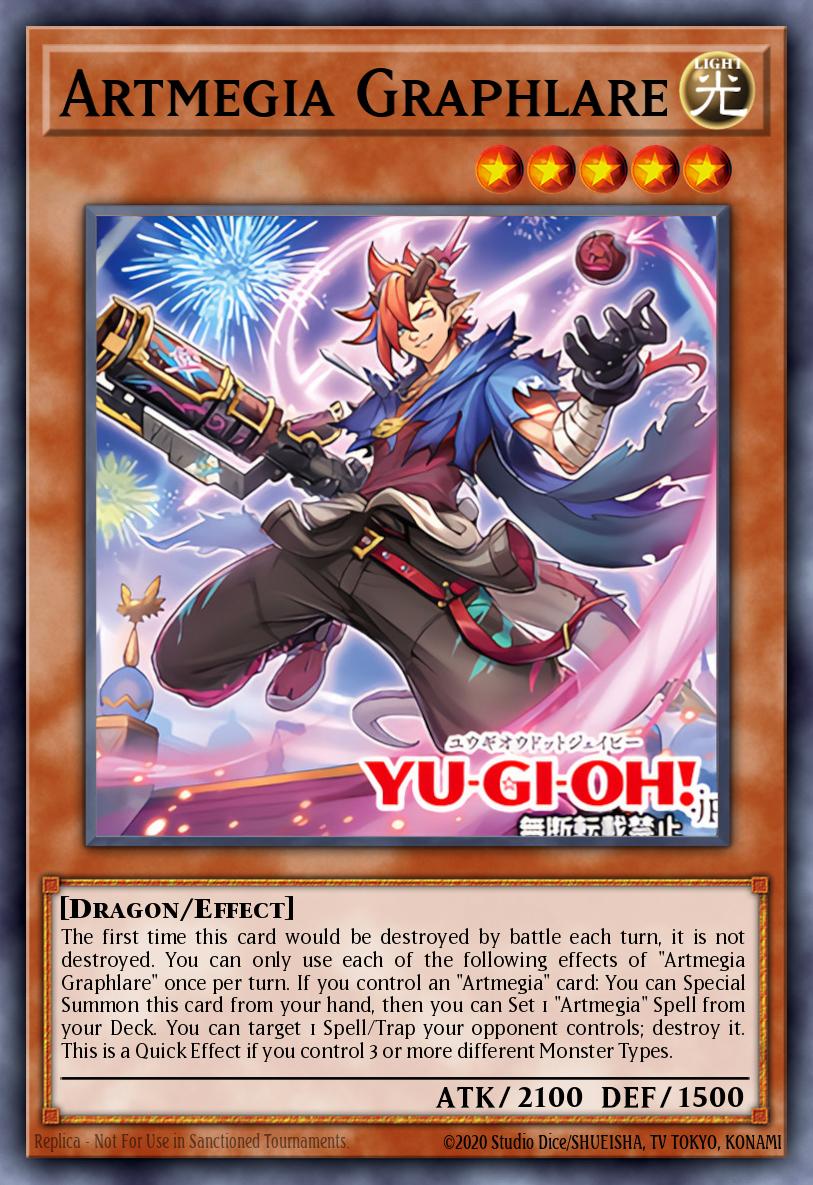 Artmegia Graphlare
LIGHT
光
ユウギオウドットジェイピー
YU-GI-OH!
.jp
無断転載禁止
[Dragon/Effect]
The first time this card would be destroyed by battle each turn, it is not
destroyed. You can only use each of the following effects of "Artmegia
Graphlare" once per turn. If you control an "Artmegia" card: You can Special
Summon this card from your hand, then you can Set 1 "Artmegia" Spell from
your Deck. You can target 1 Spell/Trap your opponent controls; destroy it.
This is a Quick Effect if you control 3 or more different Monster Types.
ATK/2100 DEF/1500
Replica - Not For Use in Sanctioned Tournaments.
©2020 Studio Dice/SHUEISHA, TV TOKYO, KONAMI